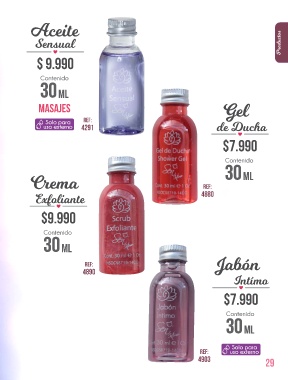 Productos
Aceite
Sensual
$ 9.990
Contenido
30 ML
MASAJES
Solo para
uso externo
REF:
4291
Aceite
Sensual
Gel
de Ducha
$7.990
Contenido
30 ML
Gel de Ducha
Shower Gel
REF:
4880
Crema
Exfoliante
$9.990
Contenido
30 ML
Scrub
Exfoliante
REF:
4890
Jabón
Intimo
$7.990
Contenido
30 ML
Solo para
uso externo
Jabón
Intimo
REF:
4903
29